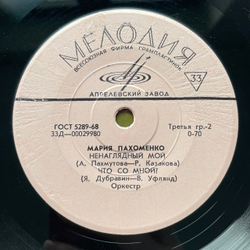 МЕЛОДИЯ
ВСЕСОЮЗНАЯ ФИРМА ГРАМПЛАСТИНОК
33
АПРЕЛЕВСКИЙ ЗАВОД
ГОСТ 5289-68
33Д—00029980
Третья гр.-2
0-70
МАРИЯ ПАХОМЕНКО
НЕНАГЛЯДНЫЙ МОЙ
(А. Пахмутова—Р. Казакова)
ЧТО СО МНОЙ?
(Я. Дубравин—В. Уфлянд)
Оркестр